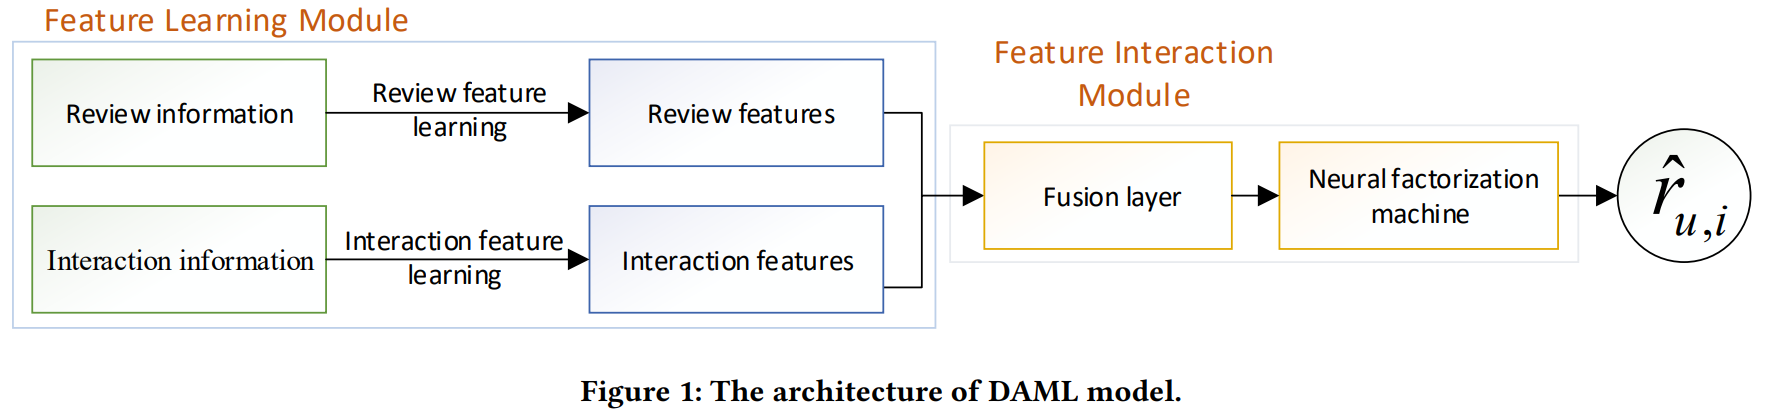 Feature Learning Module
Review information
Review feature
learning
Review features
Interaction information
Interaction feature
learning
Interaction features
Feature Interaction
Module
Fusion layer
Neural factorization
machine
r̂u,i
Figure 1: The architecture of DAML model.